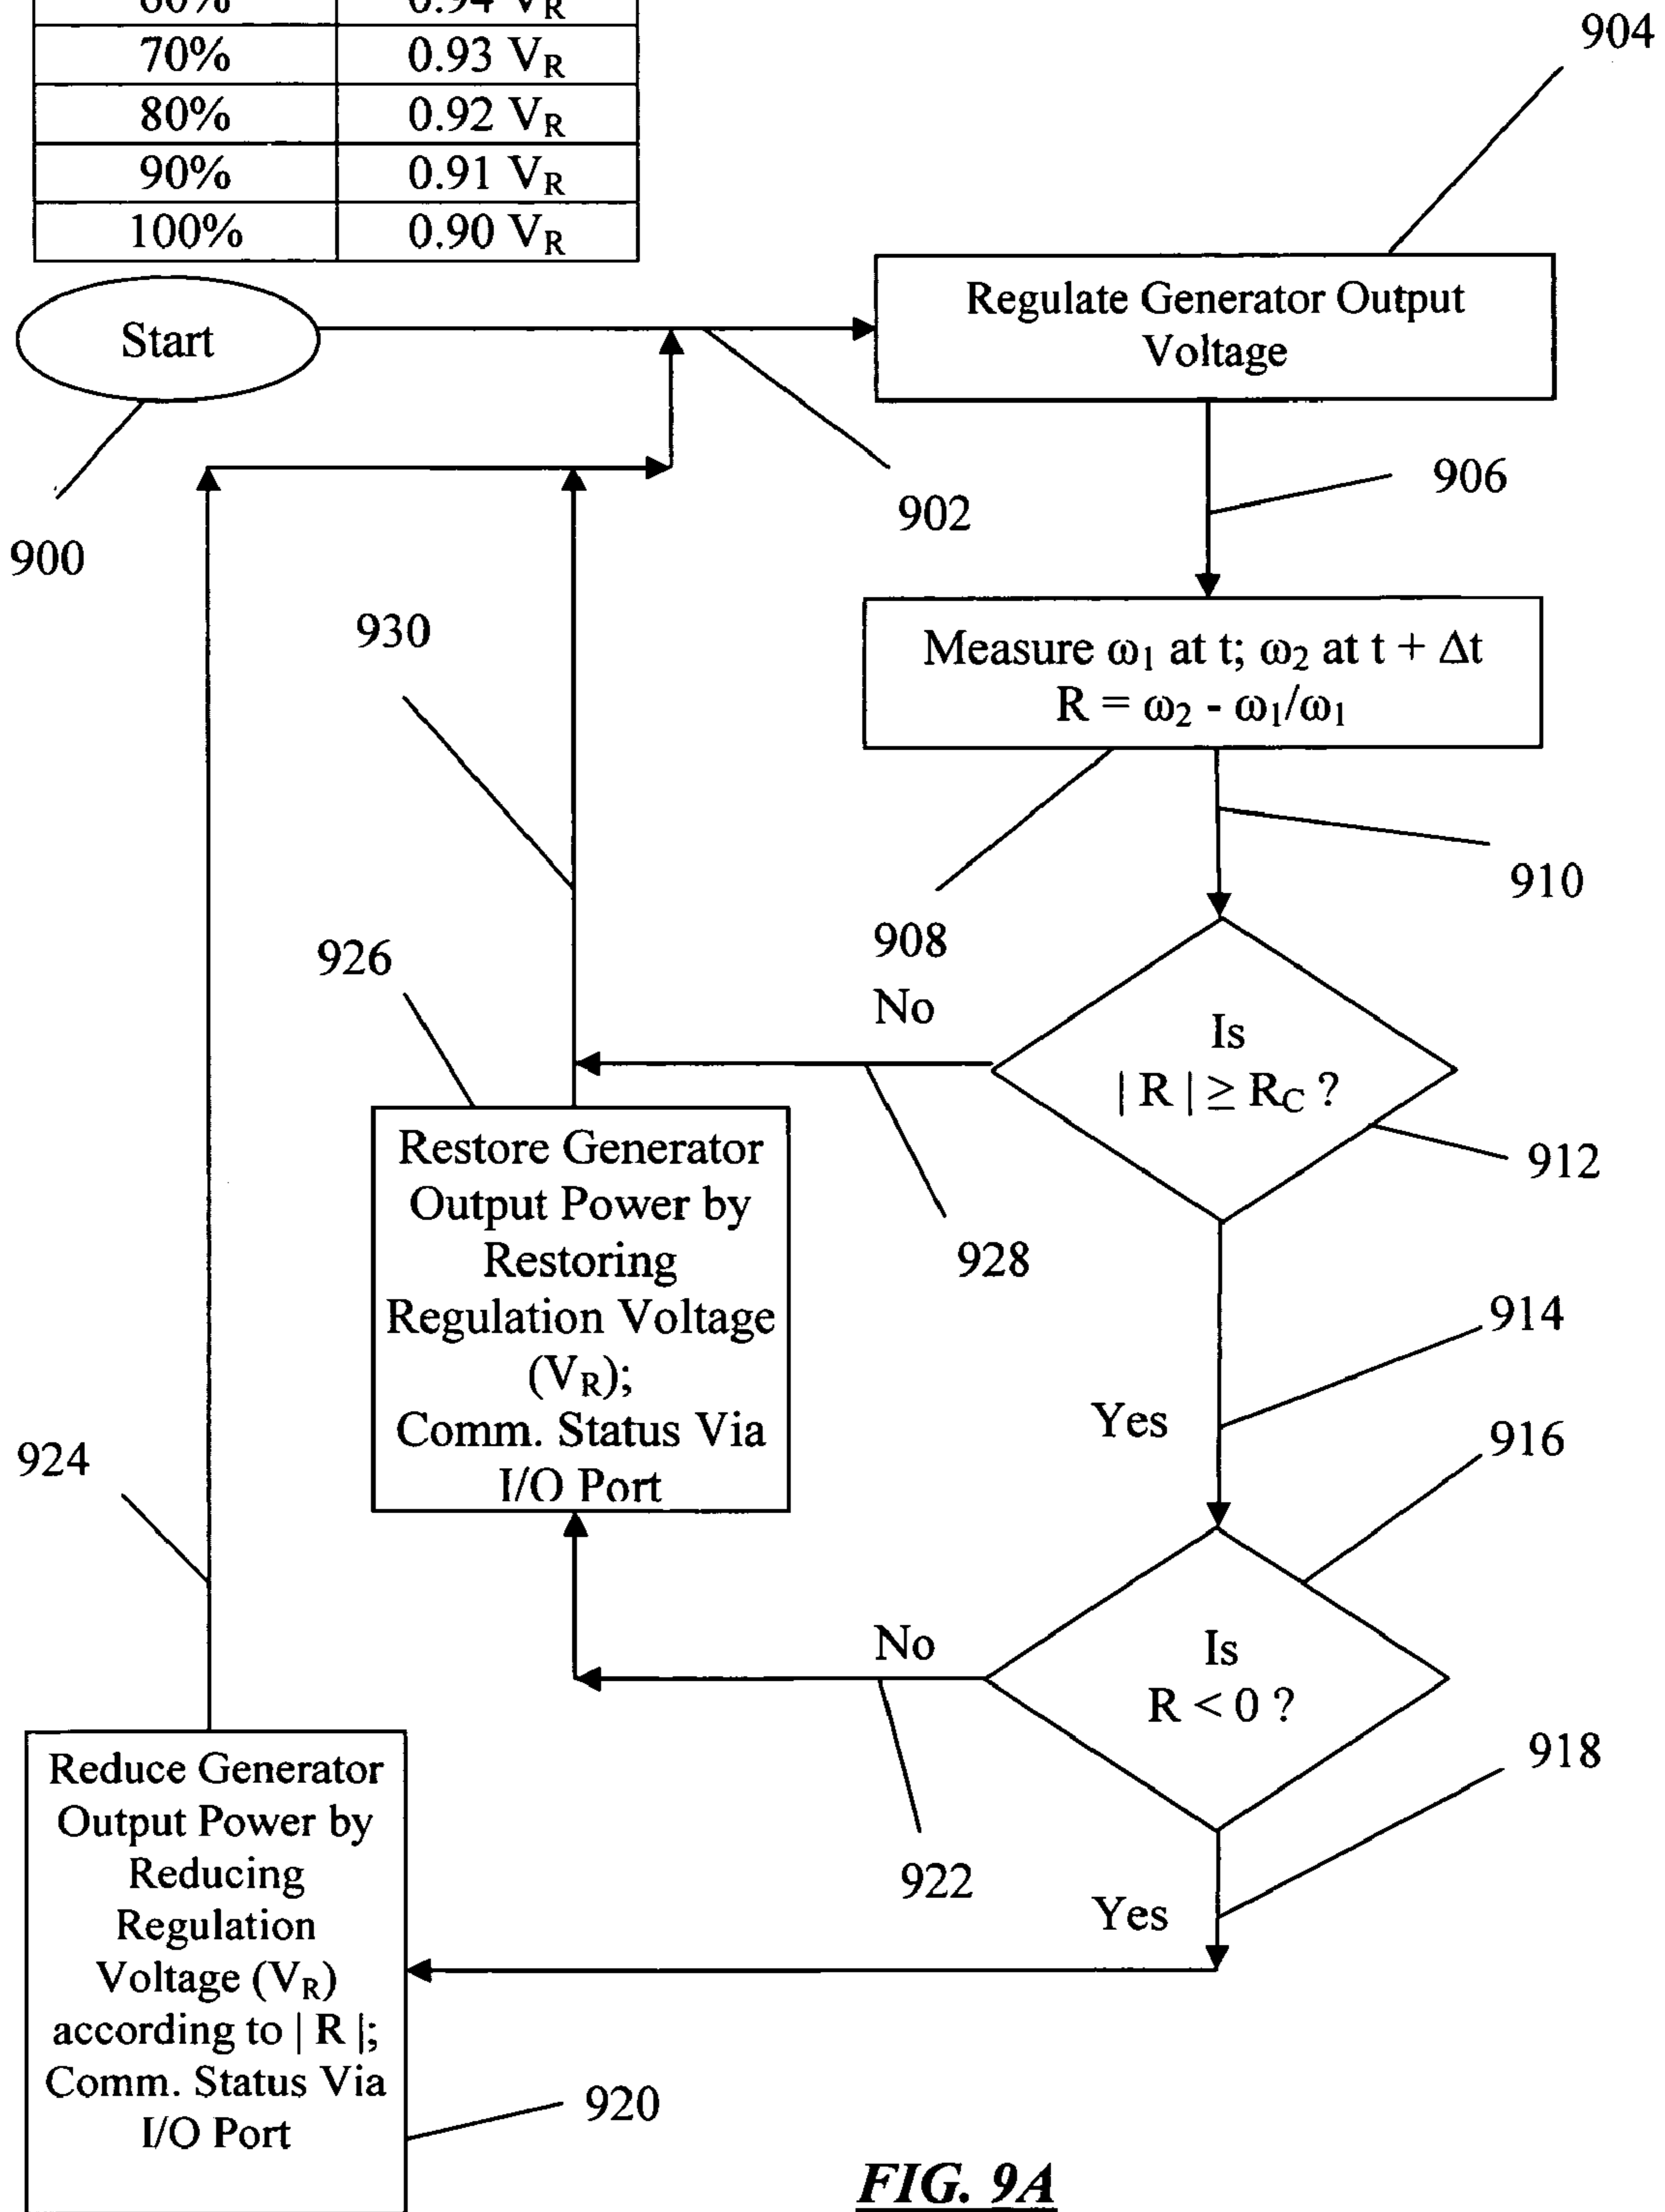 60% 0.94 VR
70% 0.93 VR
80% 0.92 VR
90% 0.91 VR
100% 0.90 VR
904
Start
Regulate Generator Output
Voltage
900
902
906
930
Measure ω1 at t; ω2 at t + Δt
R = ω2 - ω1/ω1
908
910
926
No
Is
| R | ≥ RC ?
912
928
Restore Generator
Output Power by
Restoring
Regulation Voltage
(VR);
Comm. Status Via
I/O Port
914
Yes
916
924
No
Is
R < 0 ?
918
922
Yes
Reduce Generator
Output Power by
Reducing
Regulation
Voltage (VR)
according to | R |;
Comm. Status Via
I/O Port
920
FIG. 9A